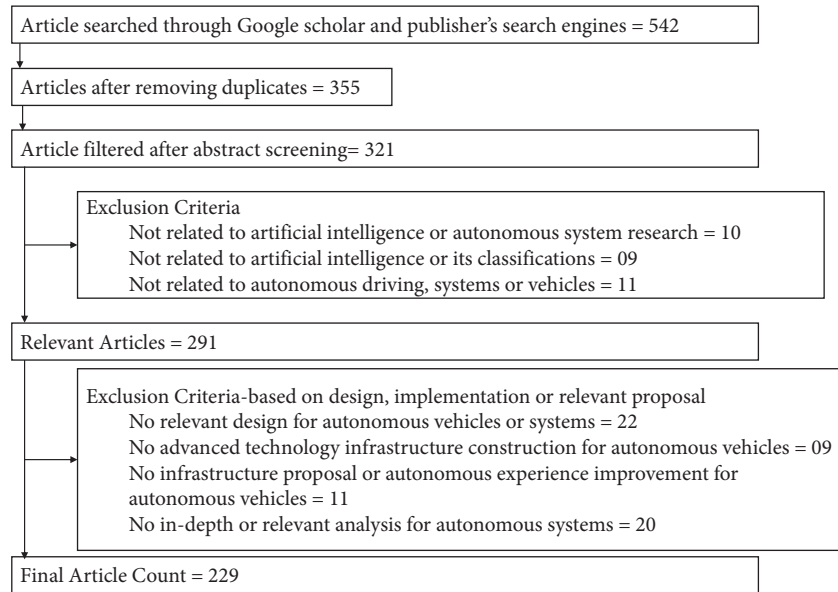 Article searched through Google scholar and publisher's search engines = 542
Articles after removing duplicates = 355
Article filtered after abstract screening= 321
Exclusion Criteria
Not related to artificial intelligence or autonomous system research = 10
Not related to artificial intelligence or its classifications = 09
Not related to autonomous driving, systems or vehicles = 11
Relevant Articles = 291
Exclusion Criteria-based on design, implementation or relevant proposal
No relevant design for autonomous vehicles or systems = 22
No advanced technology infrastructure construction for autonomous vehicles = 09
No infrastructure proposal or autonomous experience improvement for
autonomous vehicles = 11
No in-depth or relevant analysis for autonomous systems = 20
Final Article Count = 229